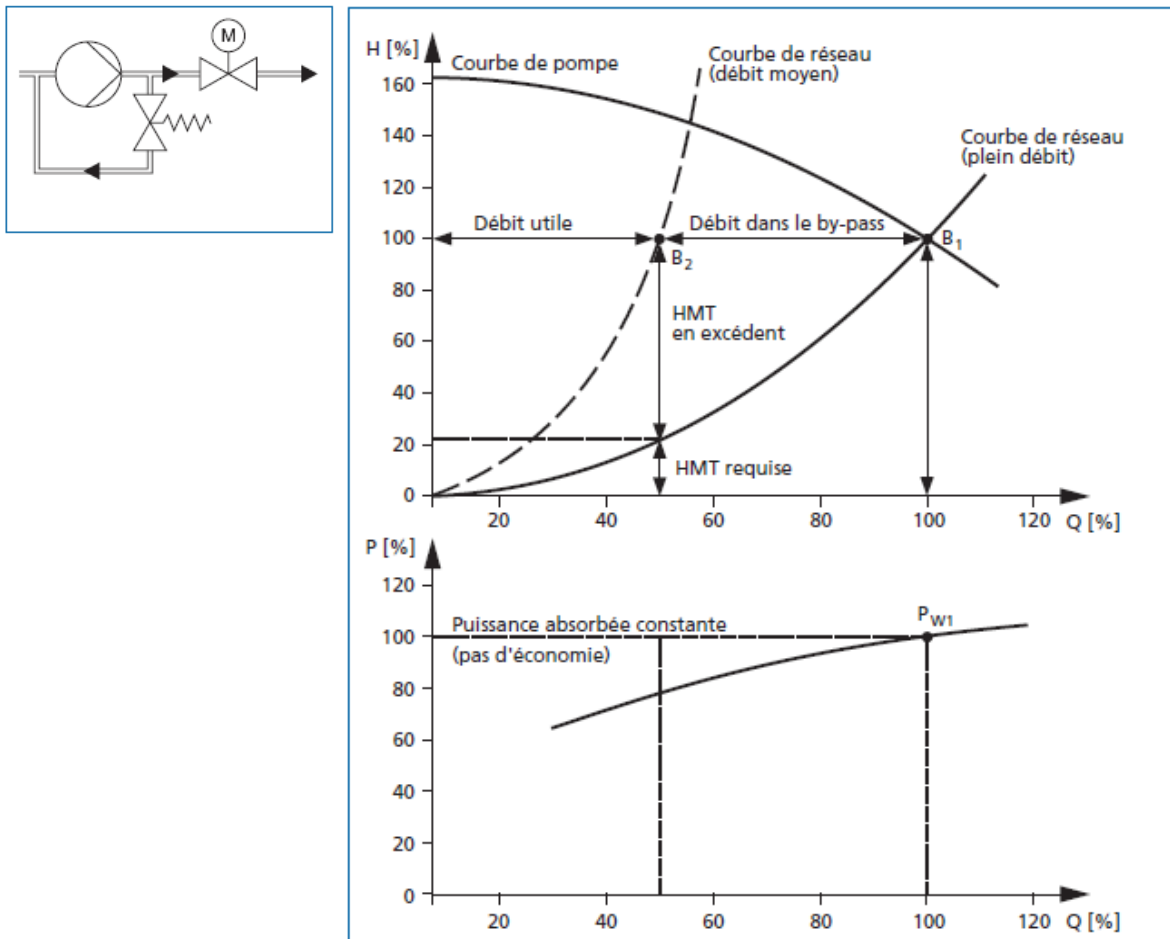 M
H [%]
160
140
120
100
80
60
40
20
0
Courbe de pompe
Courbe de réseau
(débit moyen)
Courbe de réseau
(plein débit)
Débit utile
Débit dans le by-pass
B1
B2
HMT
en excédent
HMT requise
20 40 60 80 100 120 Q [%]
P [%]
120
100
80
60
40
20
0
Puissance absorbée constante
(pas d'économie)
PW1
20 40 60 80 100 120 Q [%]